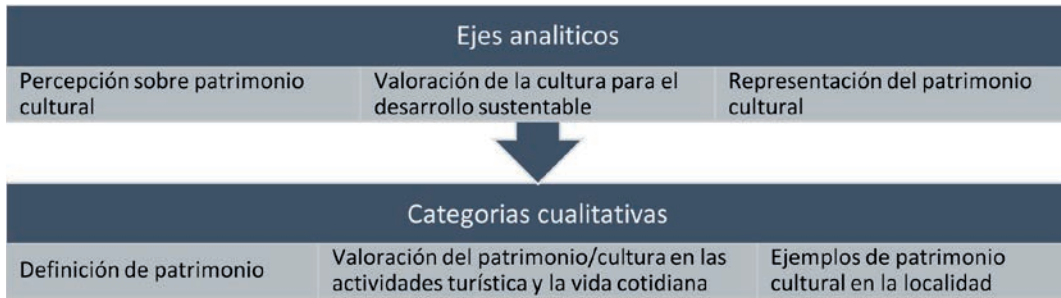 Ejes analiticos
Percepción sobre patrimonio
cultural
Valoración de la cultura para el
desarrollo sustentable
Representación del patrimonio
cultural
Categorias cualitativas
Definición de patrimonio
Valoración del patrimonio/cultura en las
actividades turística y la vida cotidiana
Ejemplos de patrimonio
cultural en la localidad